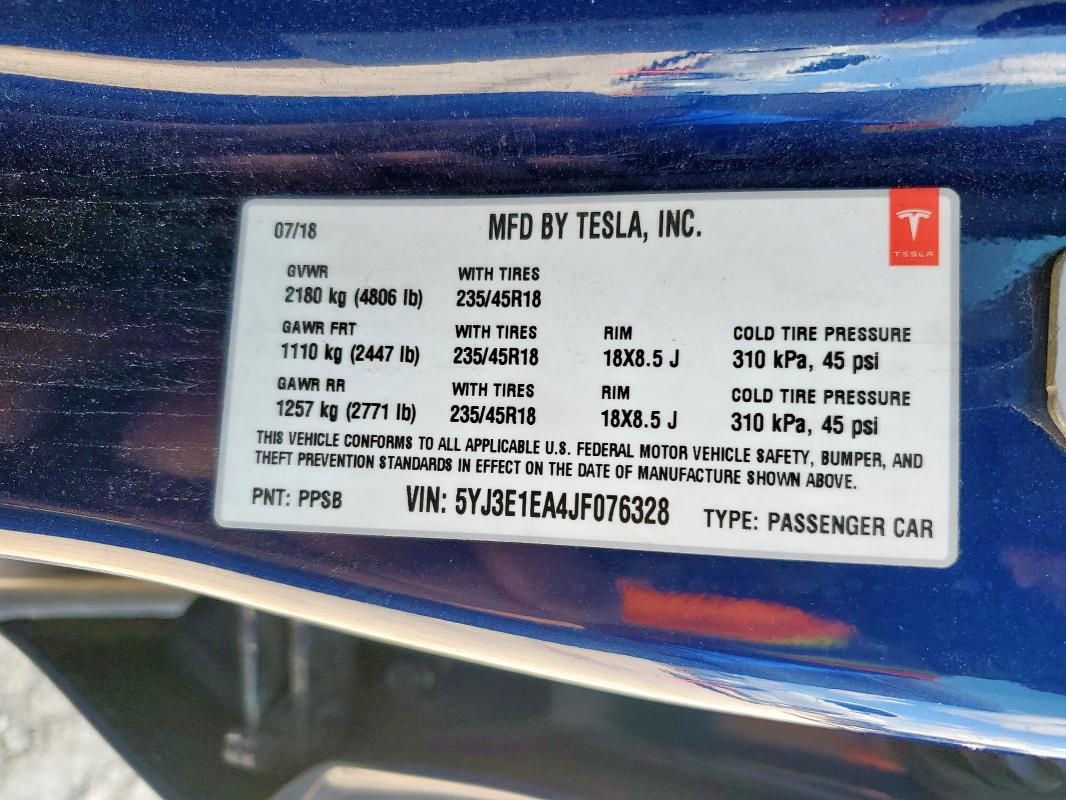 07/18 MFD BY TESLA, INC.
TESLA
GVWR WITH TIRES
2180 kg (4806 lb) 235/45R18
GAWR FRT WITH TIRES RIM COLD TIRE PRESSURE
1110 kg (2447 lb) 235/45R18 18X8.5 J 310 kPa, 45 psi
GAWR RR WITH TIRES RIM COLD TIRE PRESSURE
1257 kg (2771 lb) 235/45R18 18X8.5 J 310 kPa, 45 psi
THIS VEHICLE CONFORMS TO ALL APPLICABLE U.S. FEDERAL MOTOR VEHICLE SAFETY, BUMPER, AND
THEFT PREVENTION STANDARDS IN EFFECT ON THE DATE OF MANUFACTURE SHOWN ABOVE.
PNT: PPSB VIN: 5YJ3E1EA4JF076328 TYPE: PASSENGER CAR